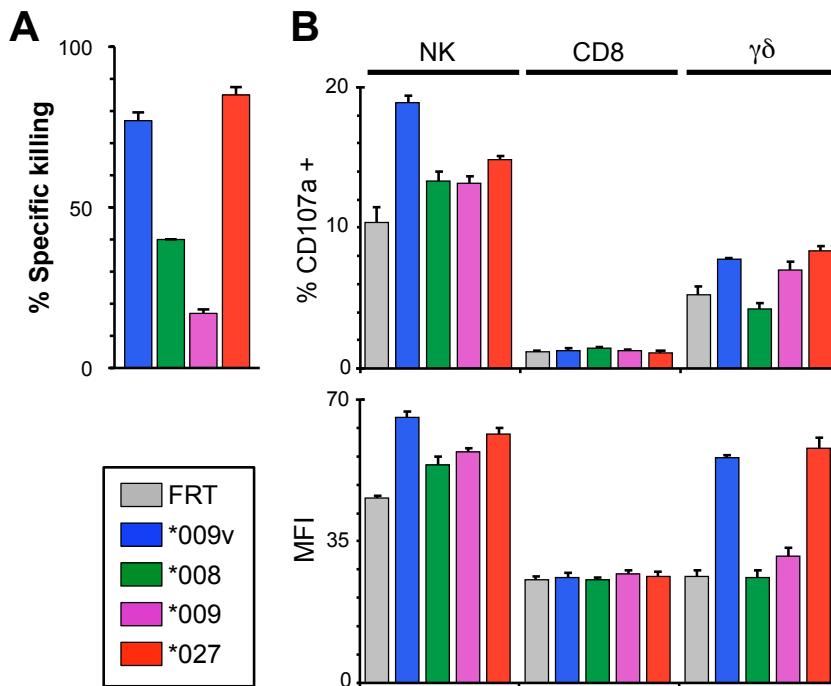 A
% Specific killing
100
50
0
B
NK
CD8
γδ
% CD107a +
20
10
0
MFI
70
35
0
FRT
*009v
*008
*009
*027